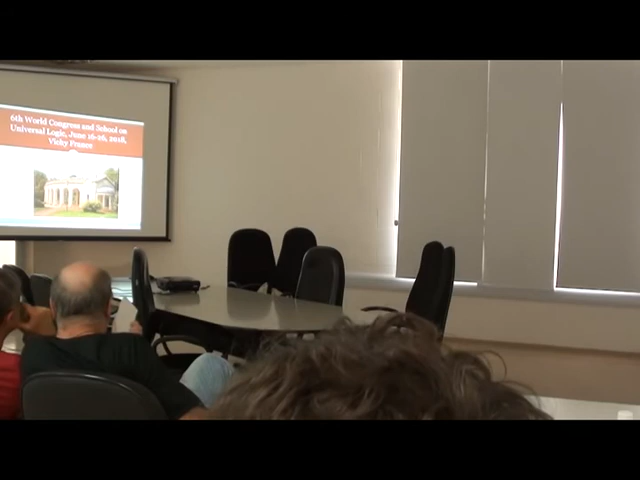 6th World Congress and School on
Universal Logic, June 16-26, 2018,
Vichy France